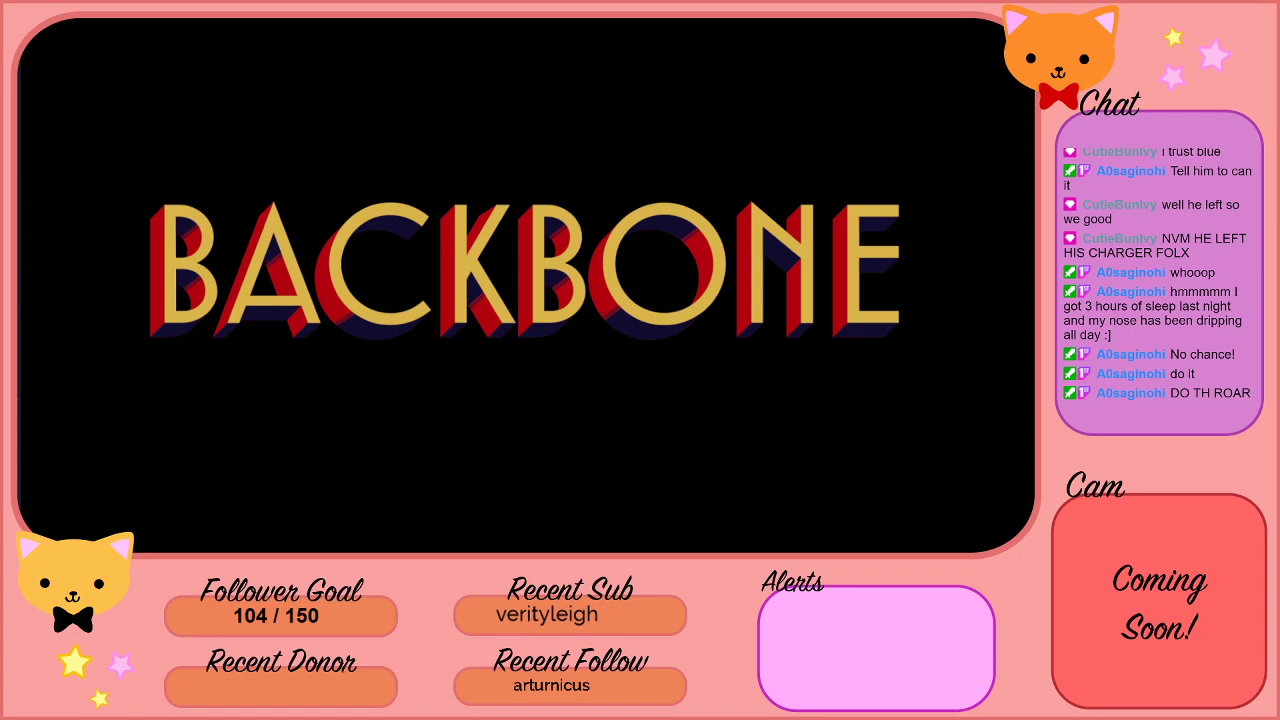 BACKBONE
Chat
CutieBunIvy i trust blue
A0saginohi Tell him to can
it
CutieBunIvy well he left so
we good
CutieBunIvy NVM HE LEFT
HIS CHARGER FOLX
A0saginohi whooop
A0saginohi hmmmmm I
got 3 hours of sleep last night
and my nose has been dripping
all day :]
A0saginohi No chance!
A0saginohi do it
A0saginohi DO TH ROAR
Cam
Coming
Soon!
Follower Goal
104 / 150
Recent Sub
verityleigh
Alerts
Recent Donor
Recent Follow
arturnicus